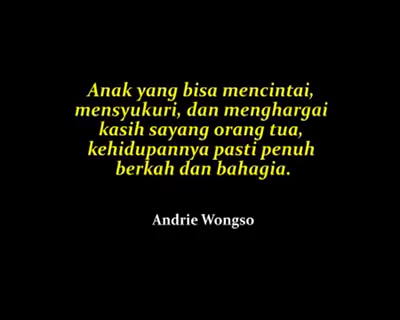 Anak yang bisa mencintai,
mensyukuri, dan menghargai
kasih sayang orang tua,
kehidupannya pasti penuh
berkah dan bahagia.
Andrie Wongso